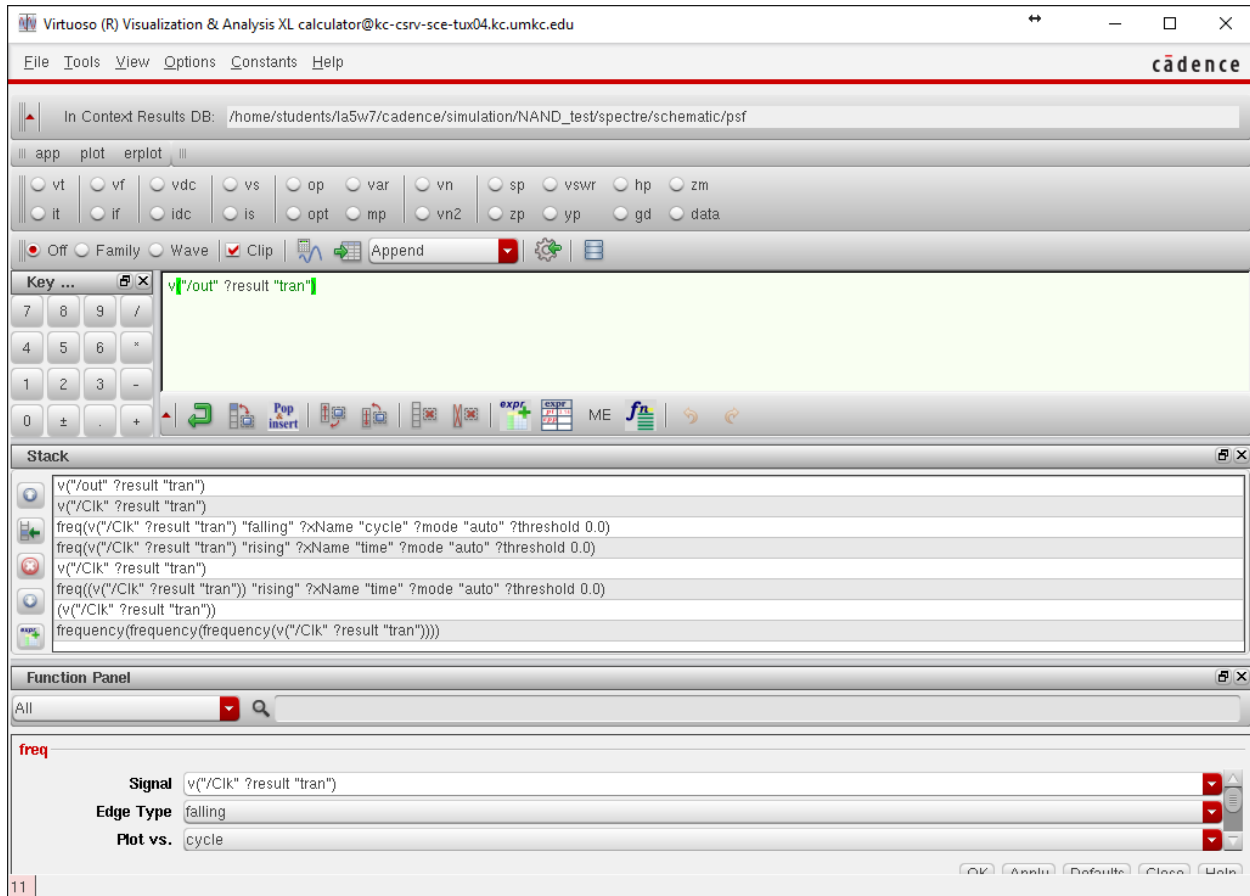 Virtuoso (R) Visualization & Analysis XL calculator@kc-csrv-sce-tux04.kc.umkc.edu
File Tools View Options Constants Help
cādence
In Context Results DB: /home/students/la5w7/cadence/simulation/NAND_test/spectre/schematic/psf
app plot erplot
vt vf vdc vs op var vn sp vswr hp zm
it if idc is opt mp vn2 zp yp gd data
Off Family Wave Clip Append
Key ...
v("/out" ?result "tran")
7 8 9 /
4 5 6 *
1 2 3 -
0 ± . +
Pop insert
expr
expr
ME
fn
Stack
v("/out" ?result "tran")
v("/Clk" ?result "tran")
freq(v("/Clk" ?result "tran") "falling" ?xName "cycle" ?mode "auto" ?threshold 0.0)
freq(v("/Clk" ?result "tran") "rising" ?xName "time" ?mode "auto" ?threshold 0.0)
v("/Clk" ?result "tran")
freq((v("/Clk" ?result "tran")) "rising" ?xName "time" ?mode "auto" ?threshold 0.0)
(v("/Clk" ?result "tran"))
frequency(frequency(frequency(v("/Clk" ?result "tran"))))
Function Panel
All
freq
Signal v("/Clk" ?result "tran")
Edge Type falling
Plot vs. cycle
OK Apply Defaults Close Help
11